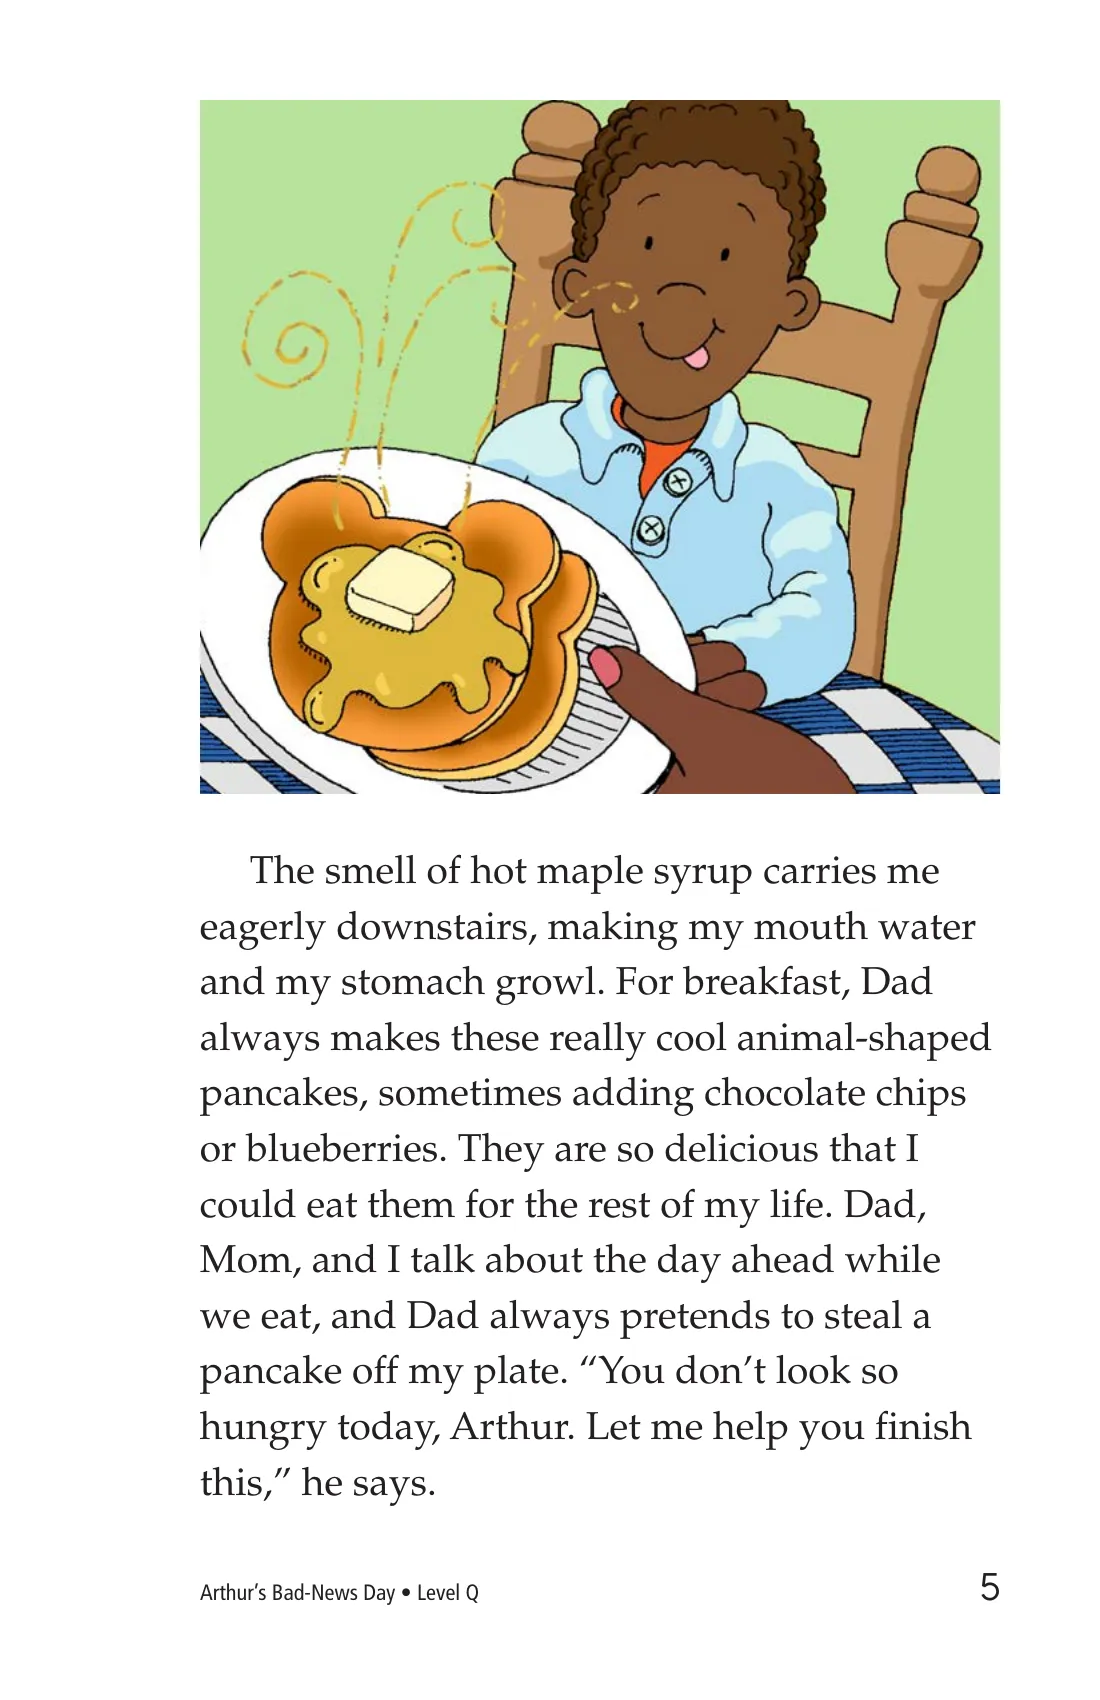 The smell of hot maple syrup carries me
eagerly downstairs, making my mouth water
and my stomach growl. For breakfast, Dad
always makes these really cool animal-shaped
pancakes, sometimes adding chocolate chips
or blueberries. They are so delicious that I
could eat them for the rest of my life. Dad,
Mom, and I talk about the day ahead while
we eat, and Dad always pretends to steal a
pancake off my plate. “You don’t look so
hungry today, Arthur. Let me help you finish
this,” he says.
Arthur’s Bad-News Day • Level Q
5